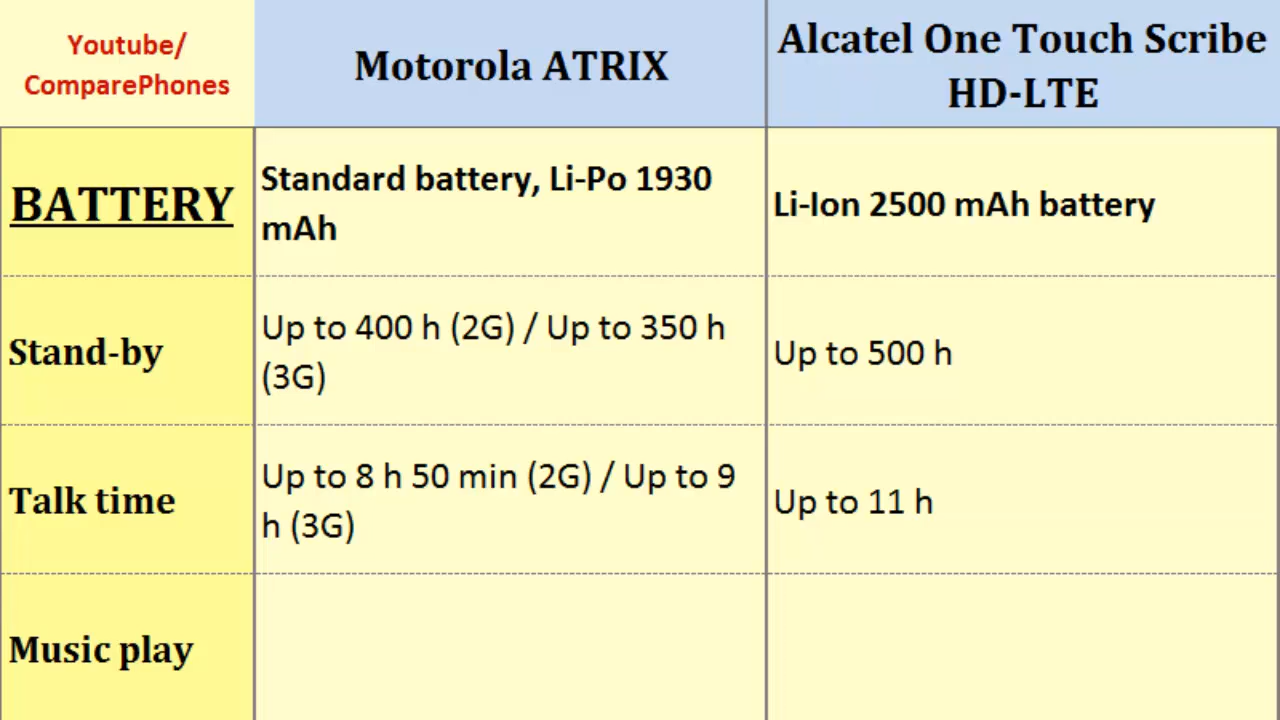 Youtube/
ComparePhones
Motorola ATRIX
Alcatel One Touch Scribe
HD-LTE
BATTERY
Standard battery, Li-Po 1930
mAh
Li-Ion 2500 mAh battery
Stand-by
Up to 400 h (2G) / Up to 350 h
(3G)
Up to 500 h
Talk time
Up to 8 h 50 min (2G) / Up to 9
h (3G)
Up to 11 h
Music play